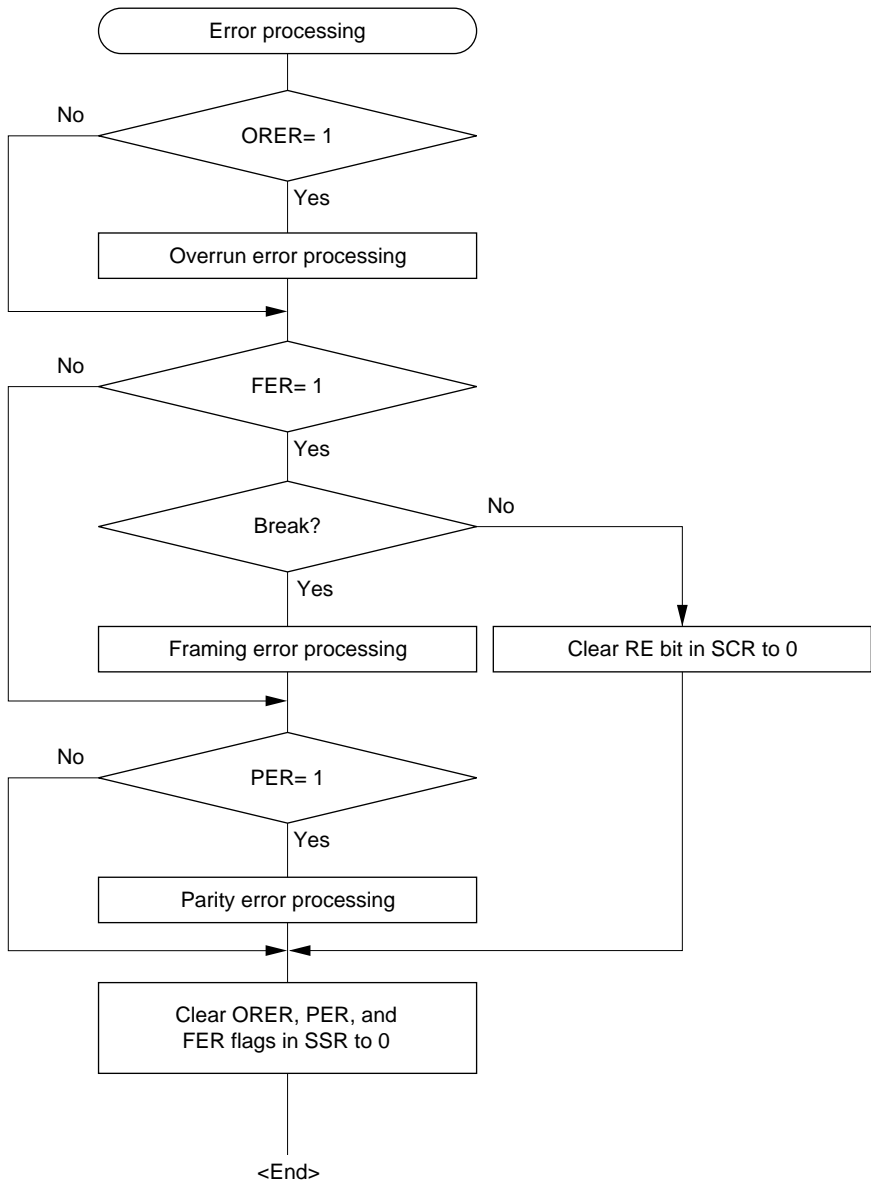 Error processing
No
ORER= 1
Yes
Overrun error processing
No
FER= 1
Yes
No
Break?
Yes
Framing error processing
Clear RE bit in SCR to 0
No
PER= 1
Yes
Parity error processing
Clear ORER, PER, and
FER flags in SSR to 0
<End>